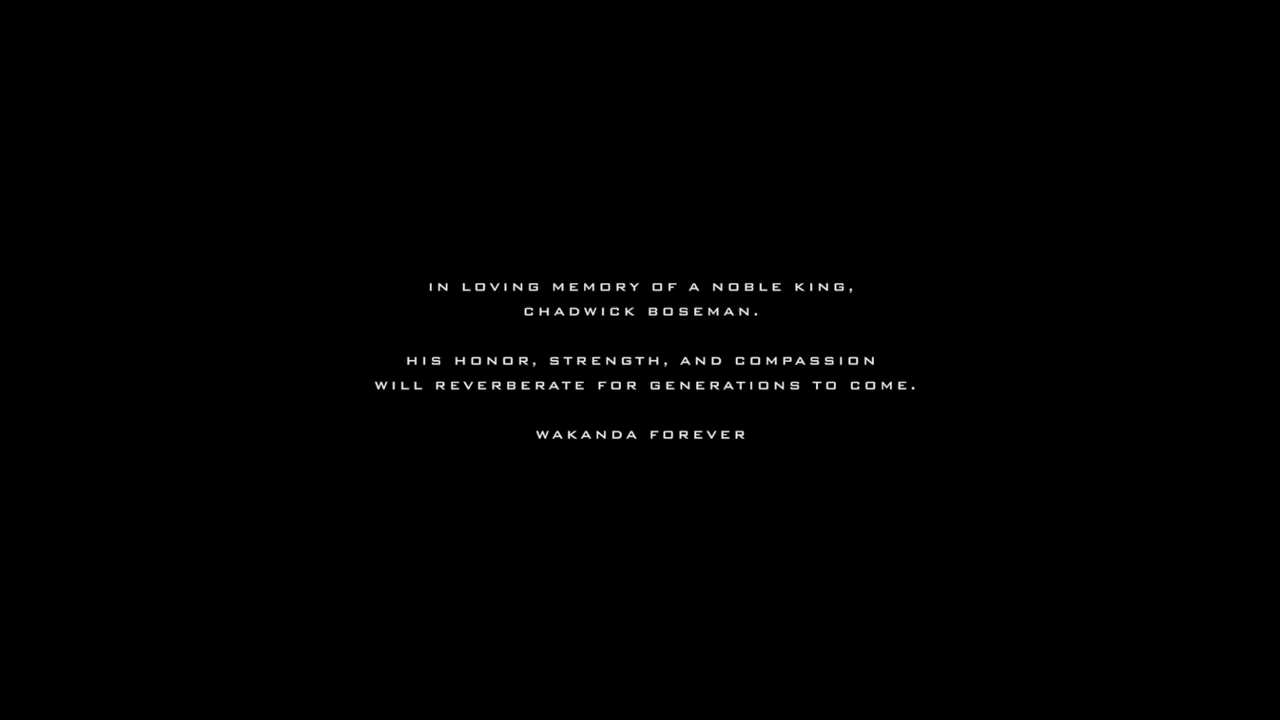 IN LOVING MEMORY OF A NOBLE KING,
CHADWICK BOSEMAN.
HIS HONOR, STRENGTH, AND COMPASSION
WILL REVERBERATE FOR GENERATIONS TO COME.
WAKANDA FOREVER